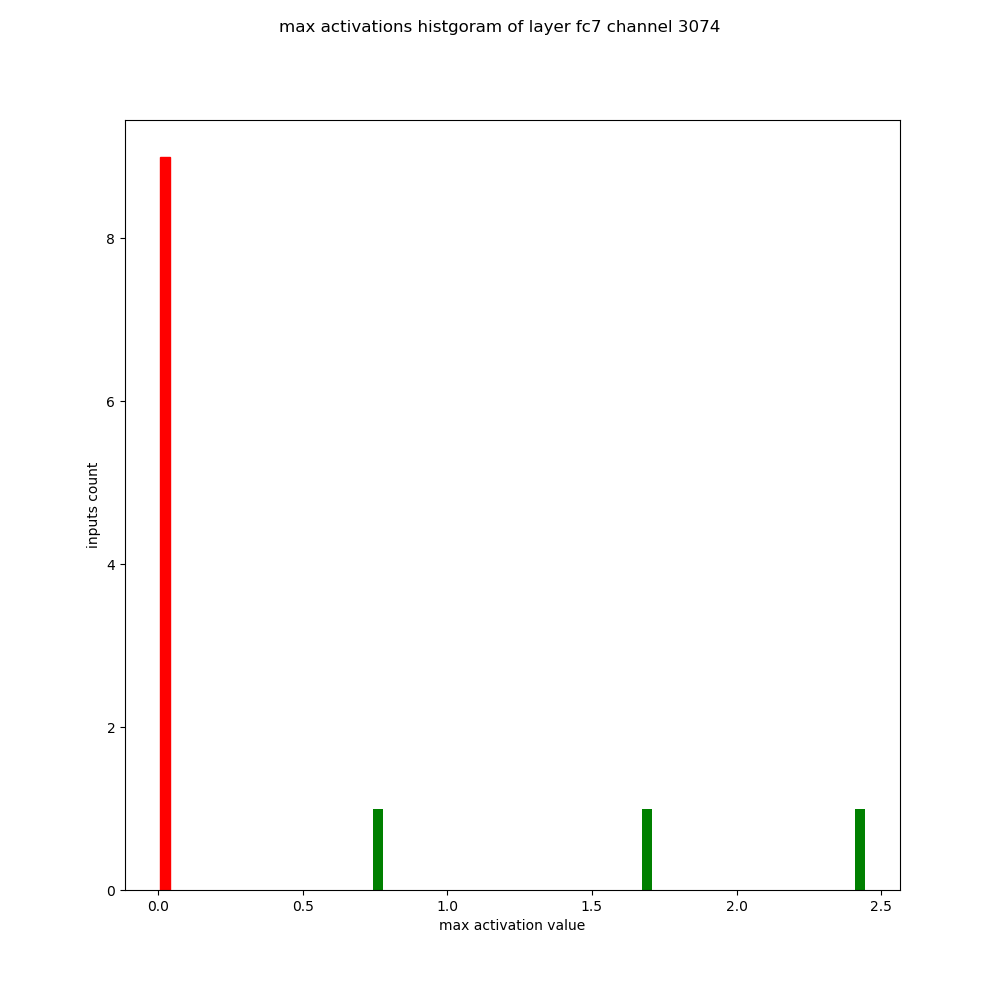 max activations histgoram of layer fc7 channel 3074
8
6
4
2
0
inputs count
0.0 0.5 1.0 1.5 2.0 2.5
max activation value